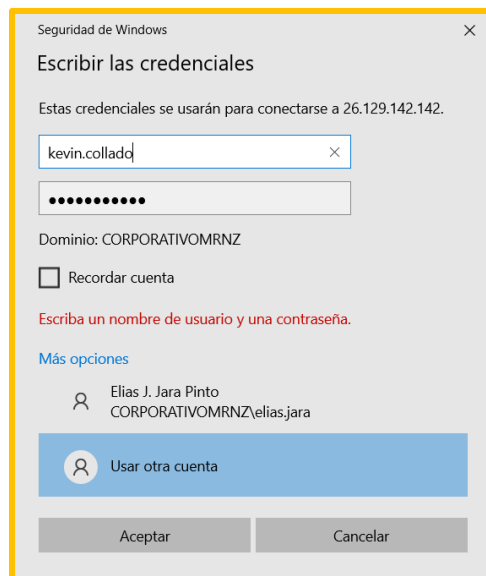 Seguridad de Windows
Escribir las credenciales
Estas credenciales se usarán para conectarse a 26.129.142.142.
kevin.collado
●●●●●●●●●●●
Dominio: CORPORATIVOMRNZ
Recordar cuenta
Escriba un nombre de usuario y una contraseña.
Más opciones
Elias J. Jara Pinto
CORPORATIVOMRNZ\elias.jara
Usar otra cuenta
Aceptar Cancelar